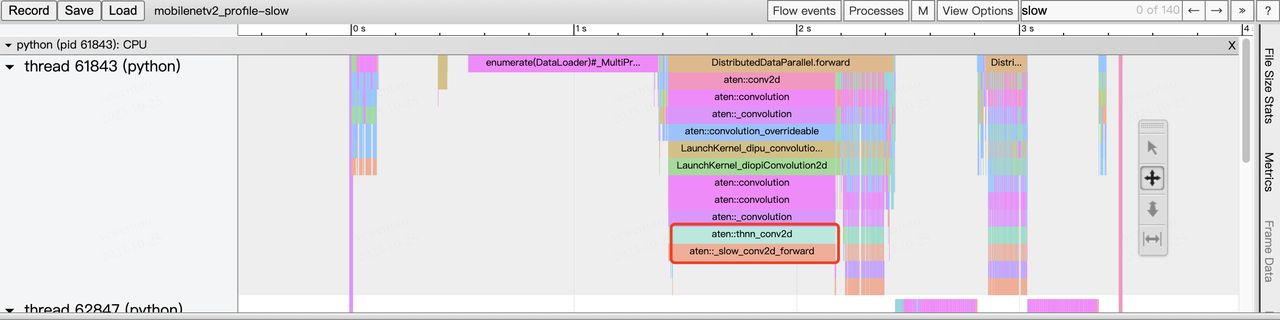 Record Save Load mobilenetv2_profile-slow Flow events Processes M View Options slow 0 of 140 ← → » ?
0 s 1 s 2 s 3 s 4
python (pid 61843): CPU X
thread 61843 (python)
enumerate(DataLoader)#_MultiPr... DistributedDataParallel.forward Distri...
aten::conv2d
aten::convolution
aten::_convolution
aten::convolution_overrideable
LaunchKernel_dipu_convolutio...
LaunchKernel_diopiConvolution2d
aten::convolution
aten::convolution
aten::_convolution
aten::thnn_conv2d
aten::_slow_conv2d_forward
thread 62847 (python)
File Size Stats
Metrics
Frame Data